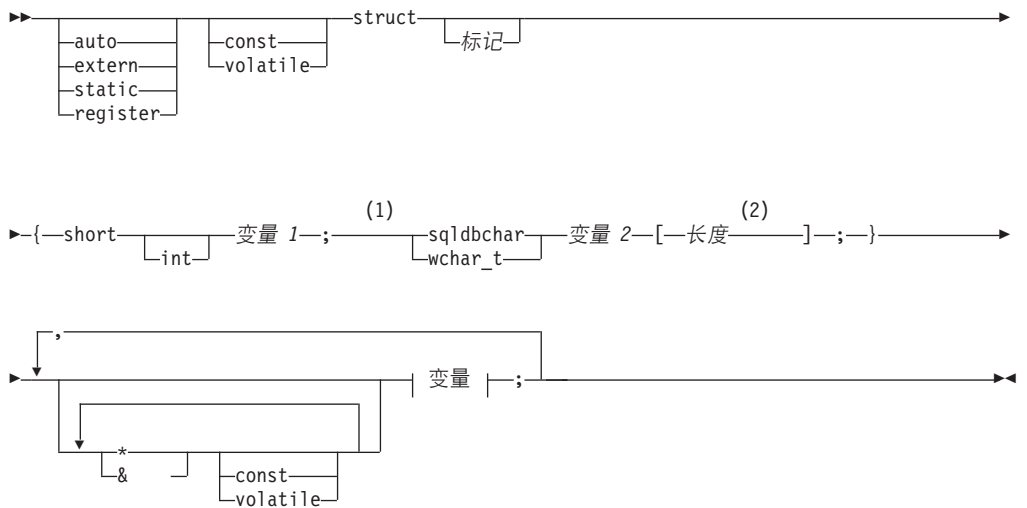 struct
auto const 标记
extern volatile
static
register
(1) (2)
{ short 变量 1 ; sqldbchar 变量 2 [ 长度 ] ; }
int wchar_t
,
变量 ;
*
& const
volatile